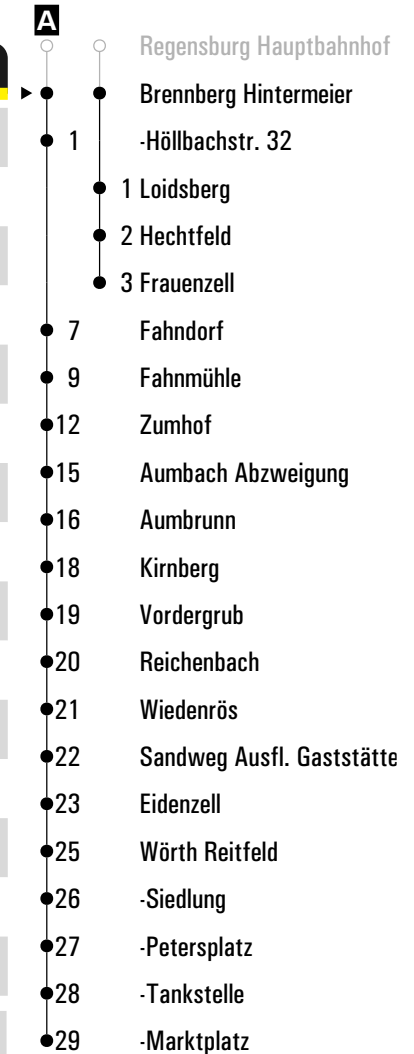 A
Regensburg Hauptbahnhof
Brennberg Hintermeier
1 -Höllbachstr. 32
1 Loidsberg
2 Hechtfeld
3 Frauenzell
7 Fahndorf
9 Fahnmühle
12 Zumhof
15 Aumbach Abzweigung
16 Aumbrunn
18 Kirnberg
19 Vordergrub
20 Reichenbach
21 Wiedenrös
22 Sandweg Ausfl. Gaststätte
23 Eidenzell
25 Wörth Reitfeld
26 -Siedlung
27 -Petersplatz
28 -Tankstelle
29 -Marktplatz